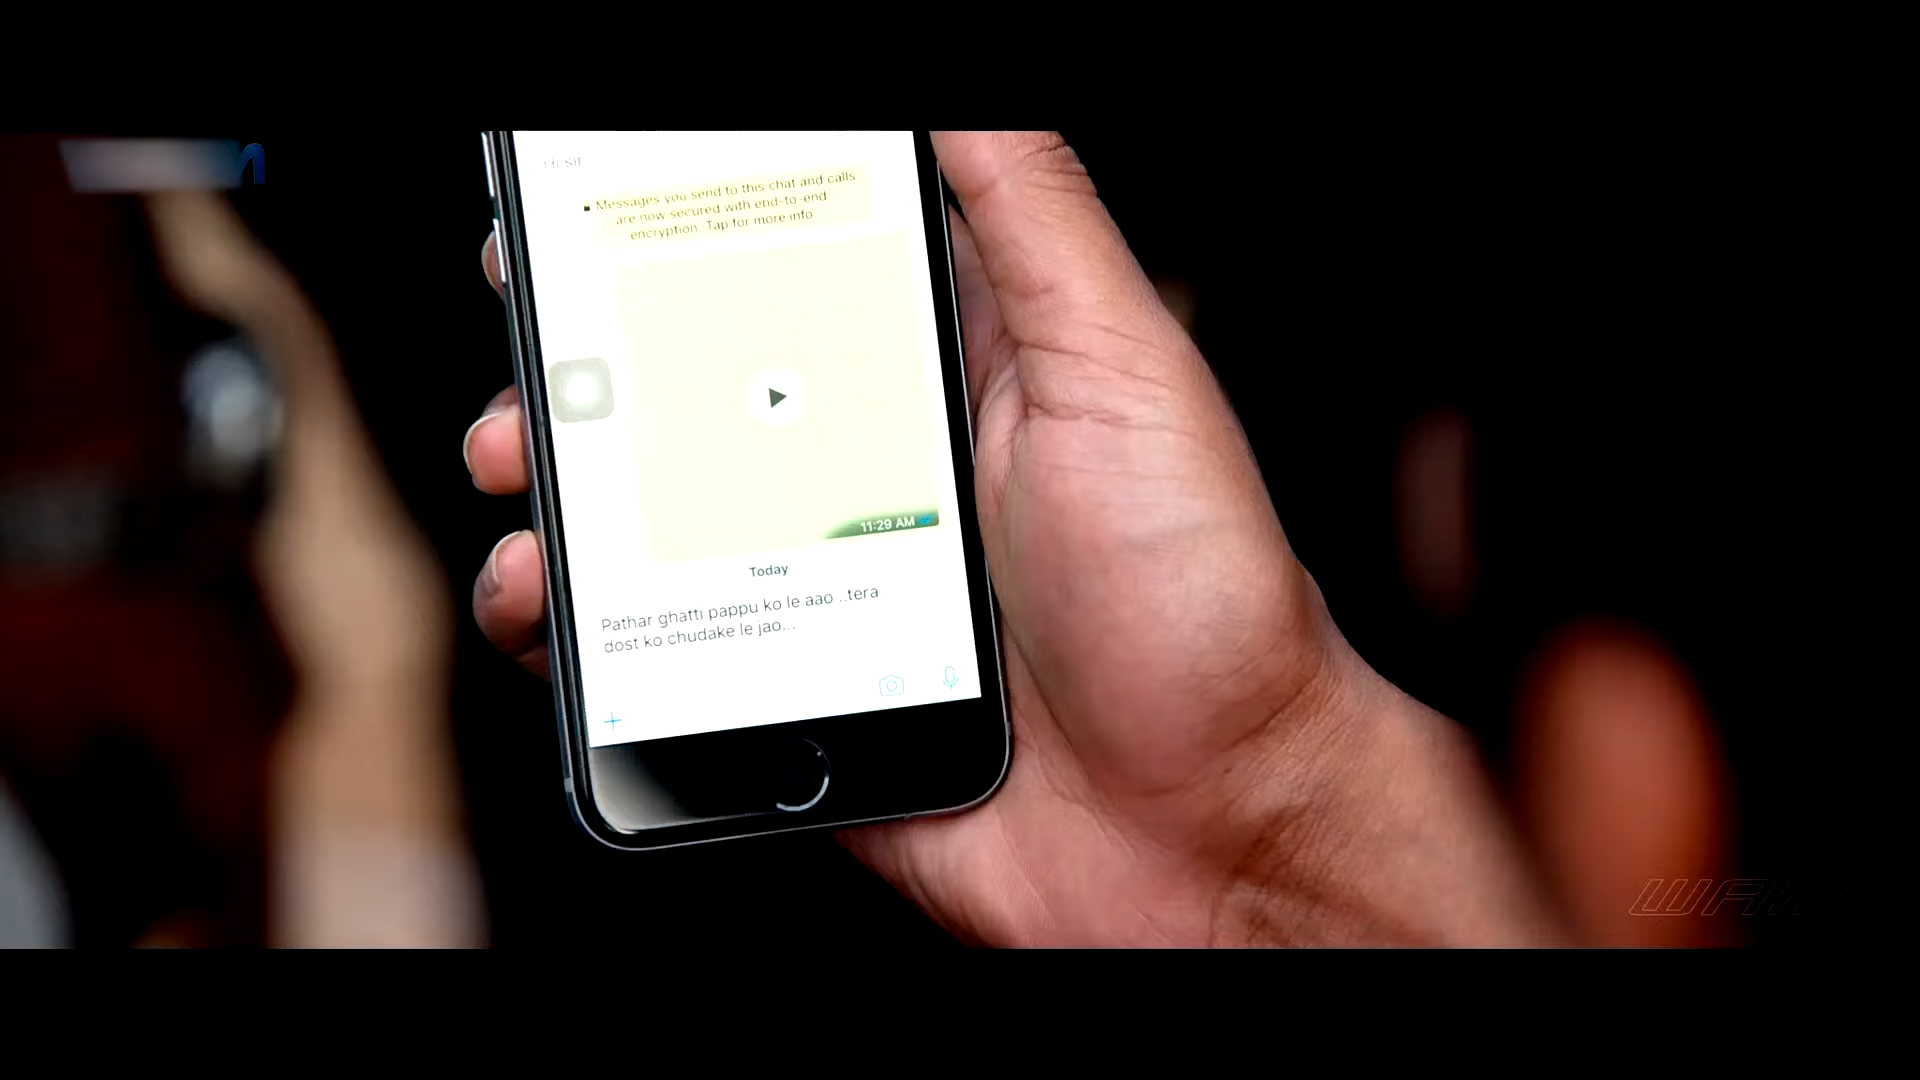 Messages you send to this chat and calls
are now secured with end-to-end
encryption. Tap for more info
11:29 AM
Today
Pathar ghatti pappu ko le aao ..tera
dost ko chudake le jao...